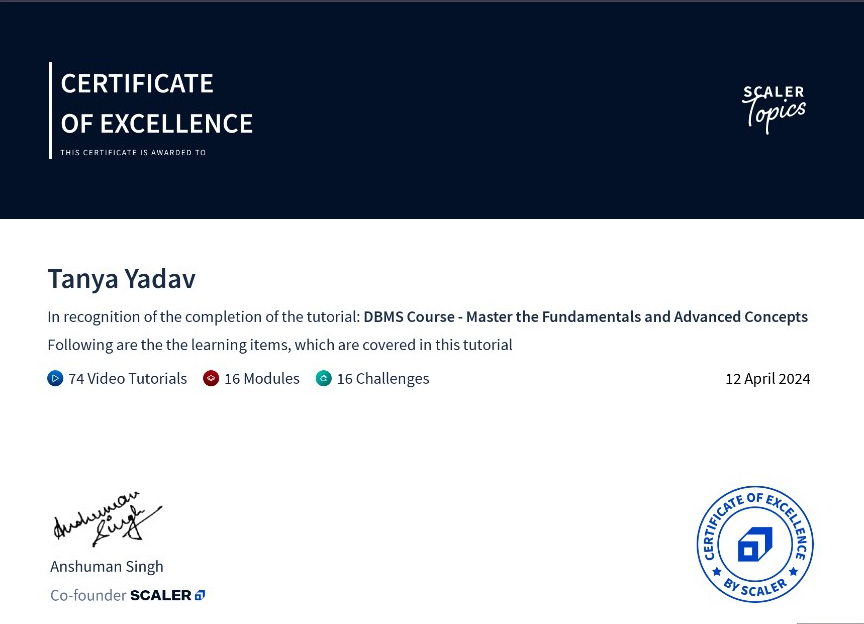 CERTIFICATE
OF EXCELLENCE
THIS CERTIFICATE IS AWARDED TO
SCALER
Topics
Tanya Yadav
In recognition of the completion of the tutorial: DBMS Course - Master the Fundamentals and Advanced Concepts
Following are the the learning items, which are covered in this tutorial
74 Video Tutorials 16 Modules 16 Challenges 12 April 2024
Anshuman
Singh
Anshuman Singh
Co-founder SCALER
CERTIFICATE OF EXCELLENCE
BY SCALER